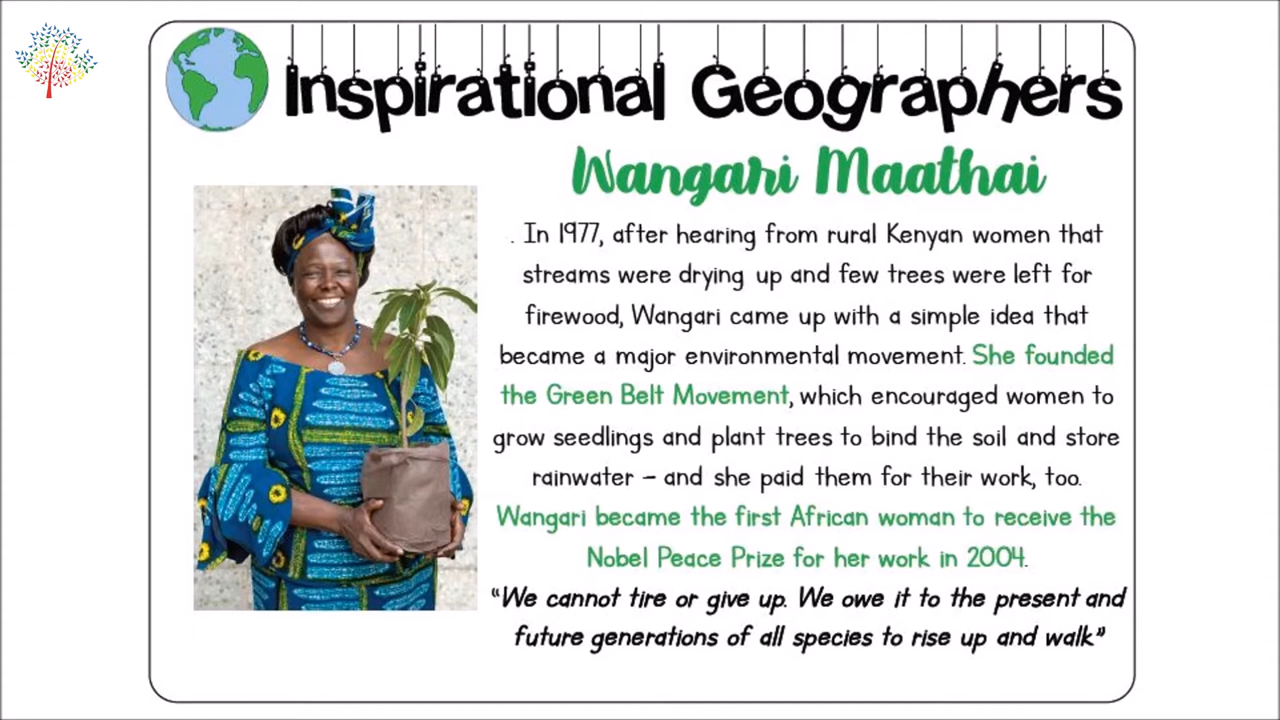 Inspirational Geographers
Wangari Maathai
. In 1977, after hearing from rural Kenyan women that
streams were drying up and few trees were left for
firewood, Wangari came up with a simple idea that
became a major environmental movement. She founded
the Green Belt Movement, which encouraged women to
grow seedlings and plant trees to bind the soil and store
rainwater – and she paid them for their work, too.
Wangari became the first African woman to receive the
Nobel Peace Prize for her work in 2004.
“We cannot tire or give up. We owe it to the present and
future generations of all species to rise up and walk”